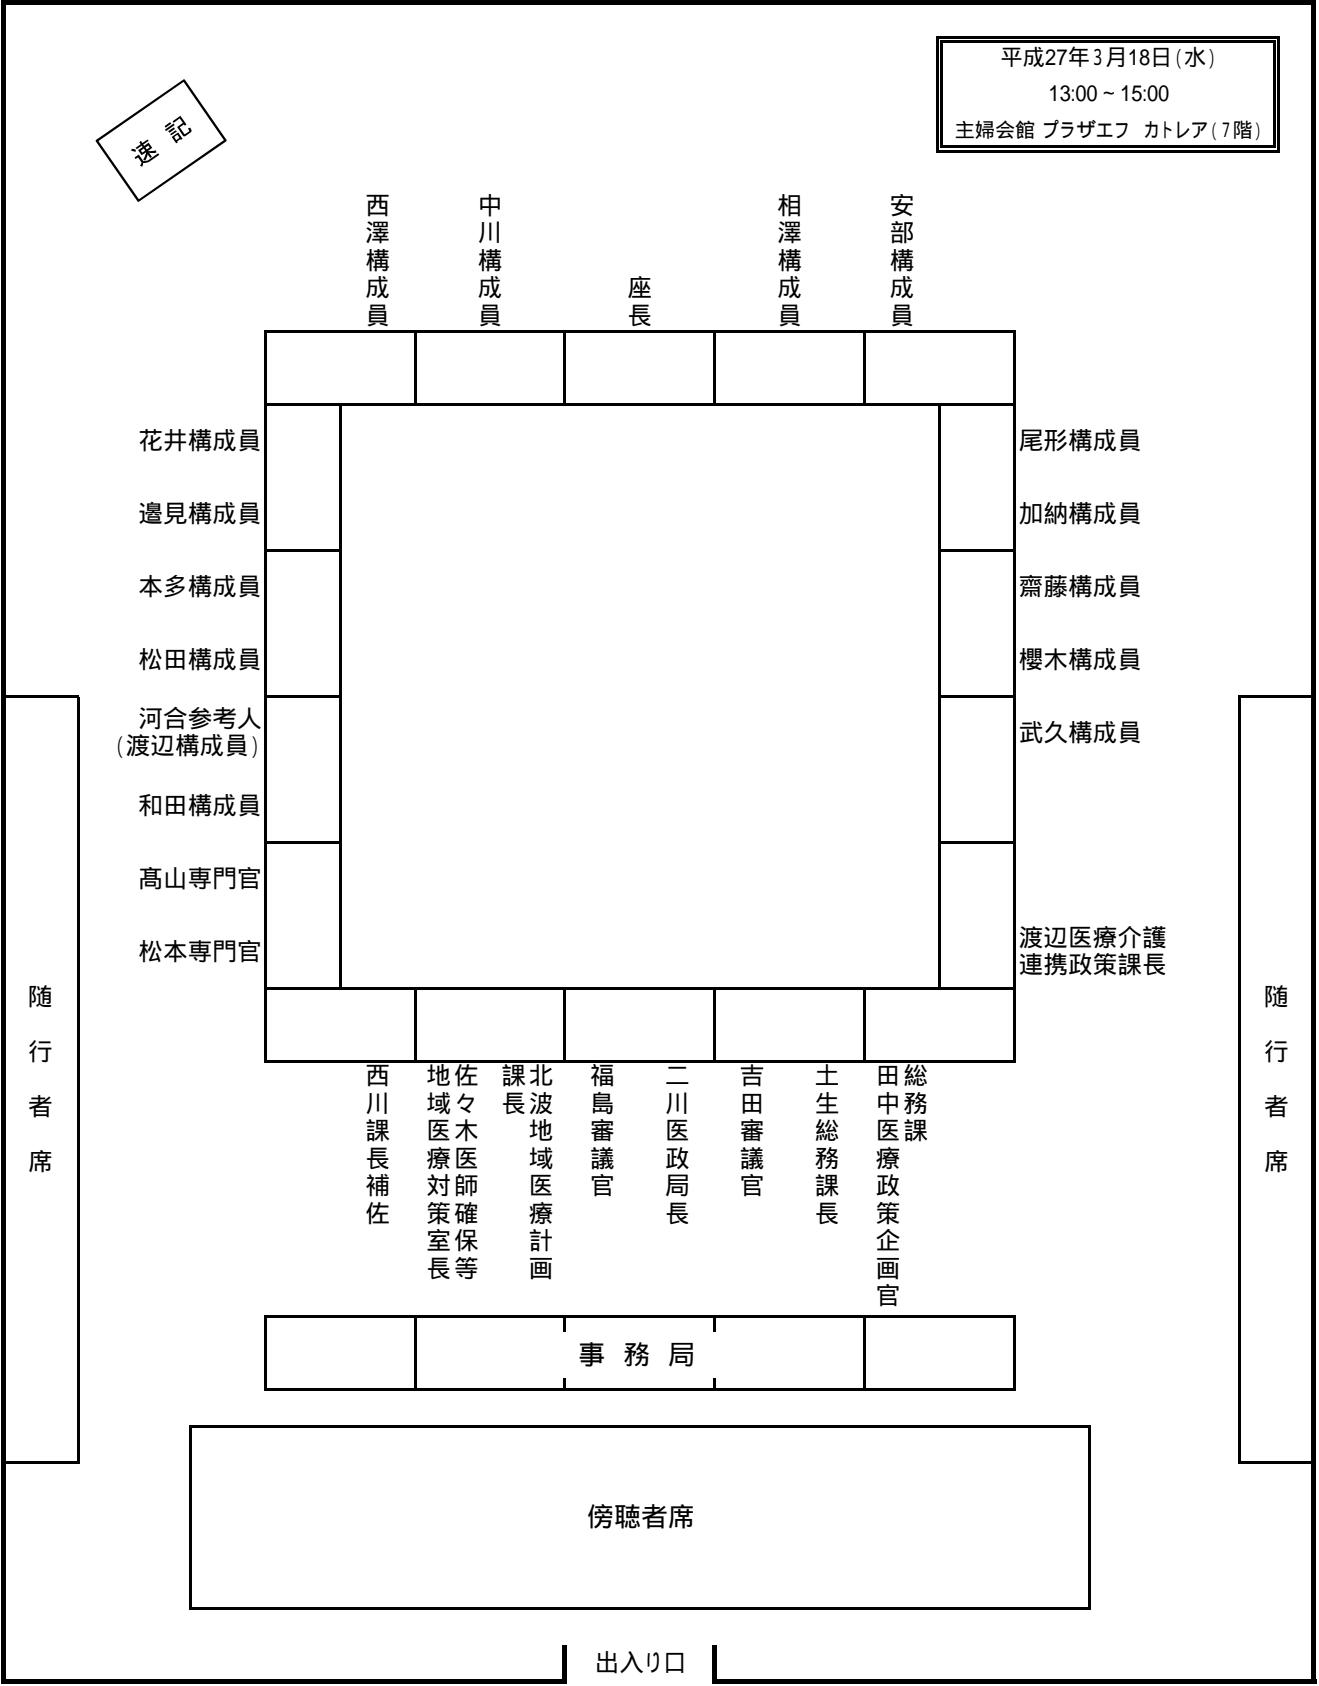 平成27年3月18日(水)
13:00~15:00
主婦会館 プラザエフ カトレア(7階)
速記
西澤構成員
中川構成員
座長
相澤構成員
安部構成員
花井構成員
邉見構成員
本多構成員
松田構成員
河合参考人
(渡辺構成員)
和田構成員
髙山専門官
松本専門官
尾形構成員
加納構成員
齋藤構成員
櫻木構成員
武久構成員
渡辺医療介護
連携政策課長
随行者席
随行者席
西川課長補佐
佐々木医師確保等
地域医療対策室長
北波地域医療計画
課長
福島審議官
二川医政局長
吉田審議官
土生総務課長
総務課
田中医療政策企画官
事務局
傍聴者席
出入り口